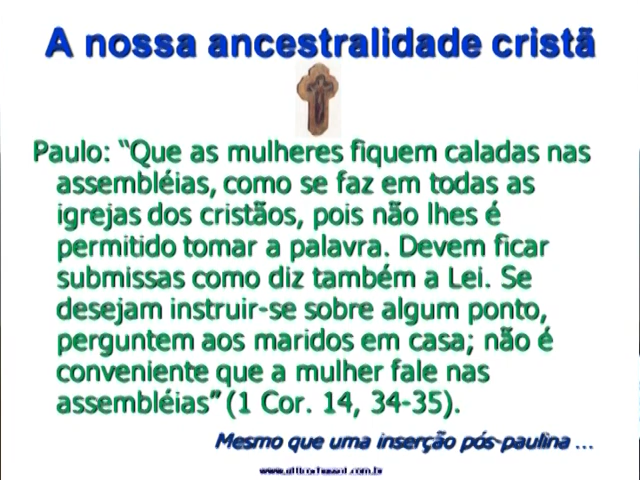 A nossa ancestralidade cristã
Paulo: “Que as mulheres fiquem caladas nas
assembléias, como se faz em todas as
igrejas dos cristãos, pois não lhes é
permitido tomar a palavra. Devem ficar
submissas como diz também a Lei. Se
desejam instruir-se sobre algum ponto,
perguntem aos maridos em casa; não é
conveniente que a mulher fale nas
assembléias” (1 Cor. 14, 34-35).
Mesmo que uma inserção pós-paulina ...